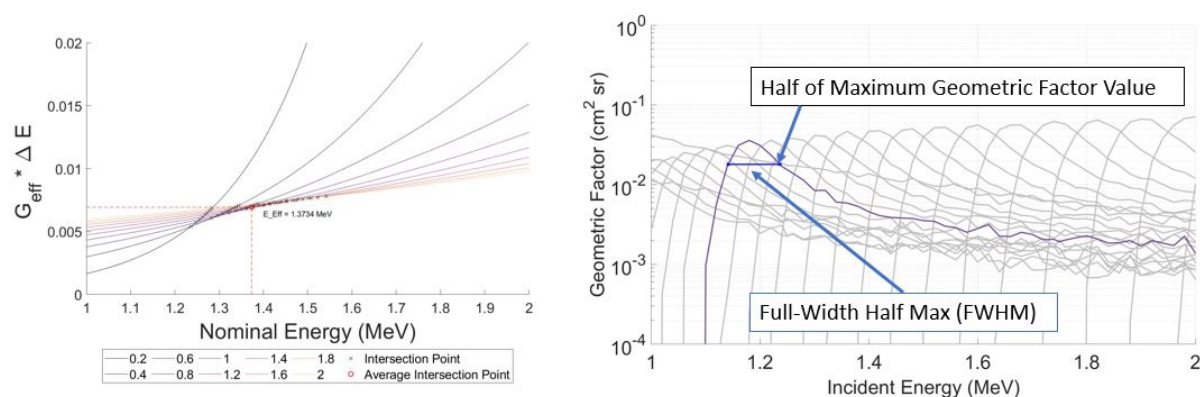 0.02
0.015
0.01
0.005
0
G_eff * Δ E
E_Eff = 1.3734 MeV
1 1.1 1.2 1.3 1.4 1.5 1.6 1.7 1.8 1.9 2
Nominal Energy (MeV)
0.2 0.6 1 1.4 1.8 Intersection Point
0.4 0.8 1.2 1.6 2 Average Intersection Point
10^0
10^-1
10^-2
10^-3
10^-4
Geometric Factor (cm^2 sr)
Half of Maximum Geometric Factor Value
Full-Width Half Max (FWHM)
1 1.2 1.4 1.6 1.8 2
Incident Energy (MeV)